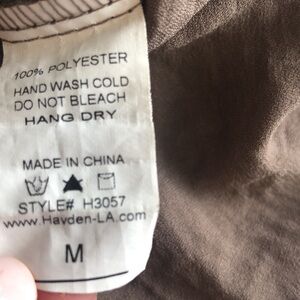 100% POLYESTER
HAND WASH COLD
DO NOT BLEACH
HANG DRY
MADE IN CHINA
STYLE# H3057
www.Hayden-LA.com
M